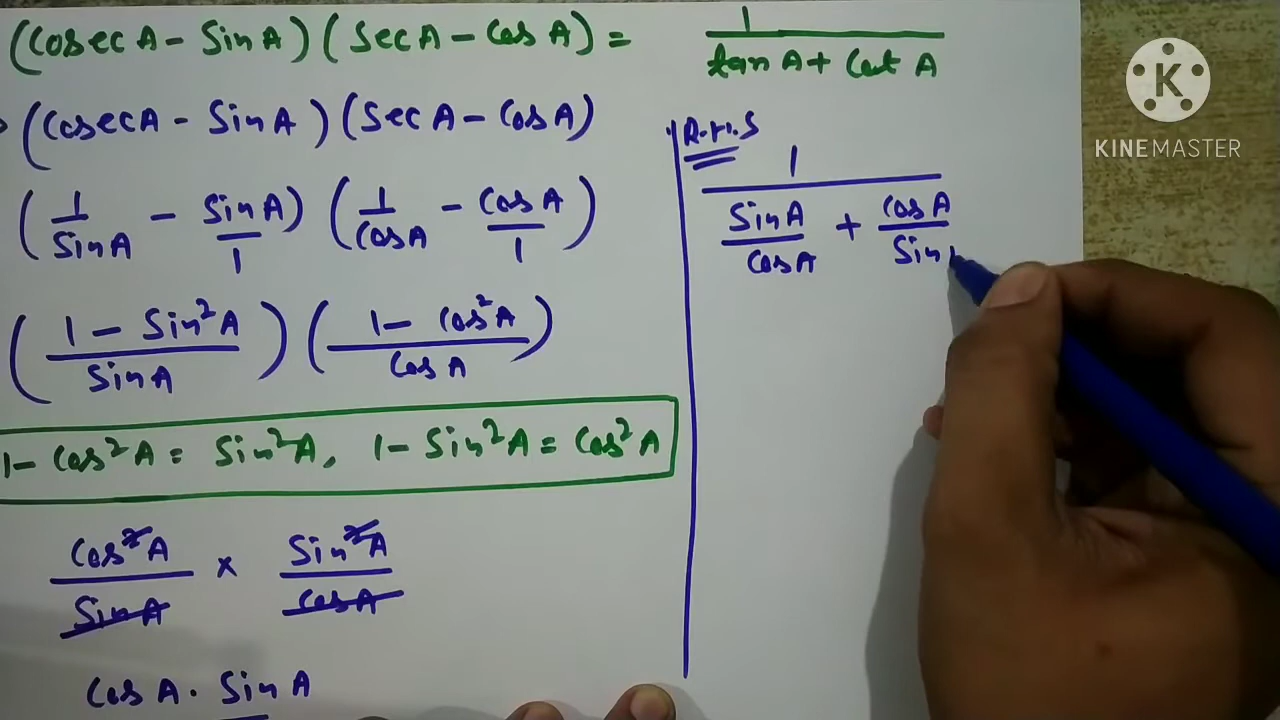 (Cosec A - Sin A) (Sec A - Cos A) = 1 / tan A + Cot A
(Cosec A - Sin A) (Sec A - Cos A)
(1 / Sin A - Sin A / 1) (1 / Cos A - Cos A / 1)
(1 - Sin²A / Sin A) (1 - Cos²A / Cos A)
1 - Cos²A = Sin²A, 1 - Sin²A = Cos²A
Cos²A / Sin A x Sin²A / Cos A
Cos A . Sin A
R.H.S
1 / Sin A / Cos A + Cos A / Sin
K
KINEMASTER